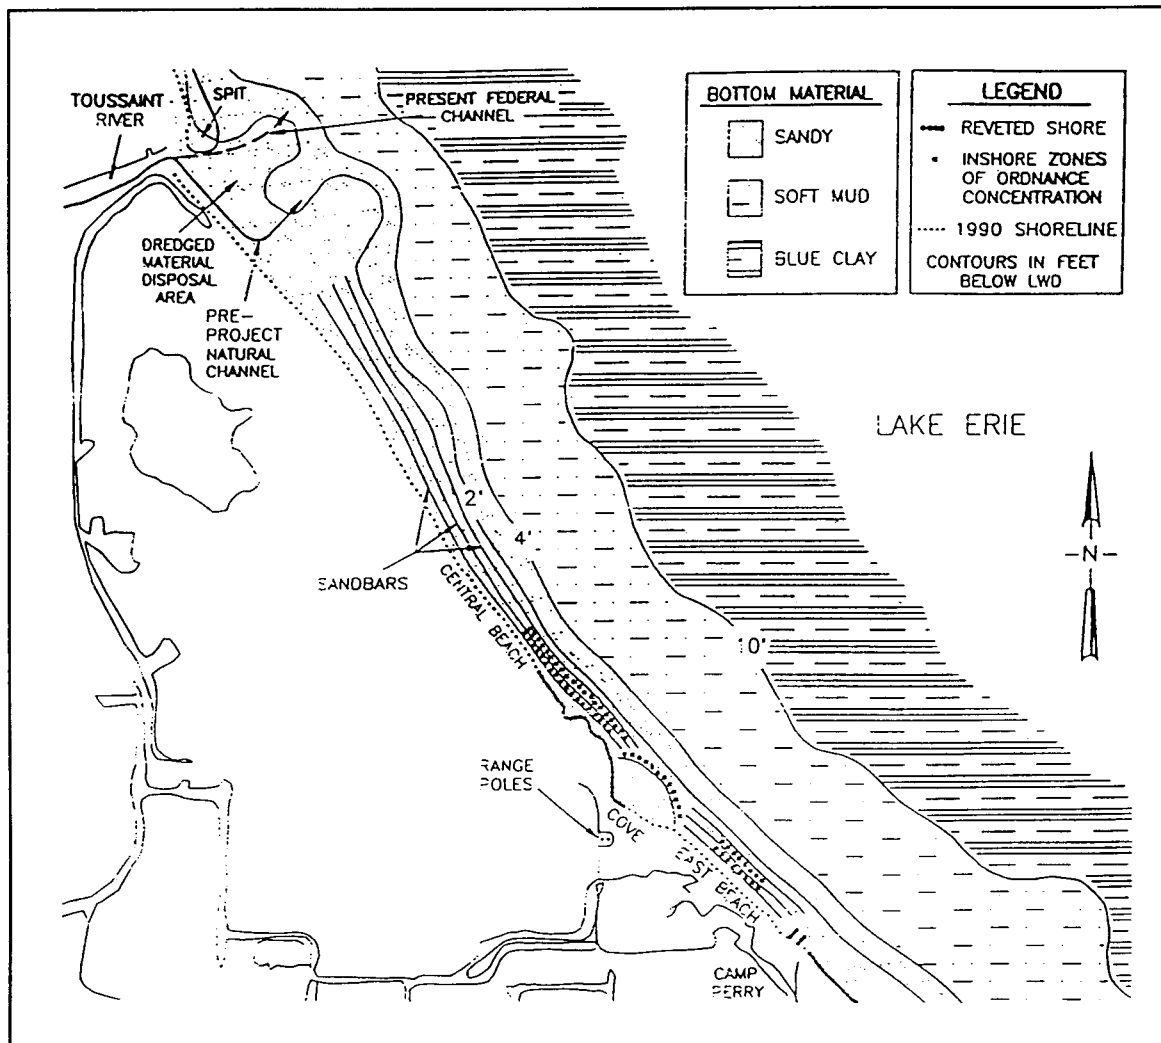 TOUSSAINT
RIVER
SPIT
PRESENT FEDERAL
CHANNEL
BOTTOM MATERIAL
SANDY
SOFT MUD
BLUE CLAY
LEGEND
REVETED SHORE
INSHORE ZONES
OF ORDNANCE
CONCENTRATION
1990 SHORELINE
CONTOURS IN FEET
BELOW LWD
DREDGED
MATERIAL
DISPOSAL
AREA
PRE-
PROJECT
NATURAL
CHANNEL
LAKE ERIE
2'
4'
10'
N
SANDBARS
CENTRAL BEACH
RANGE
POLES
COVE
EAST BEACH
CAMP
PERRY